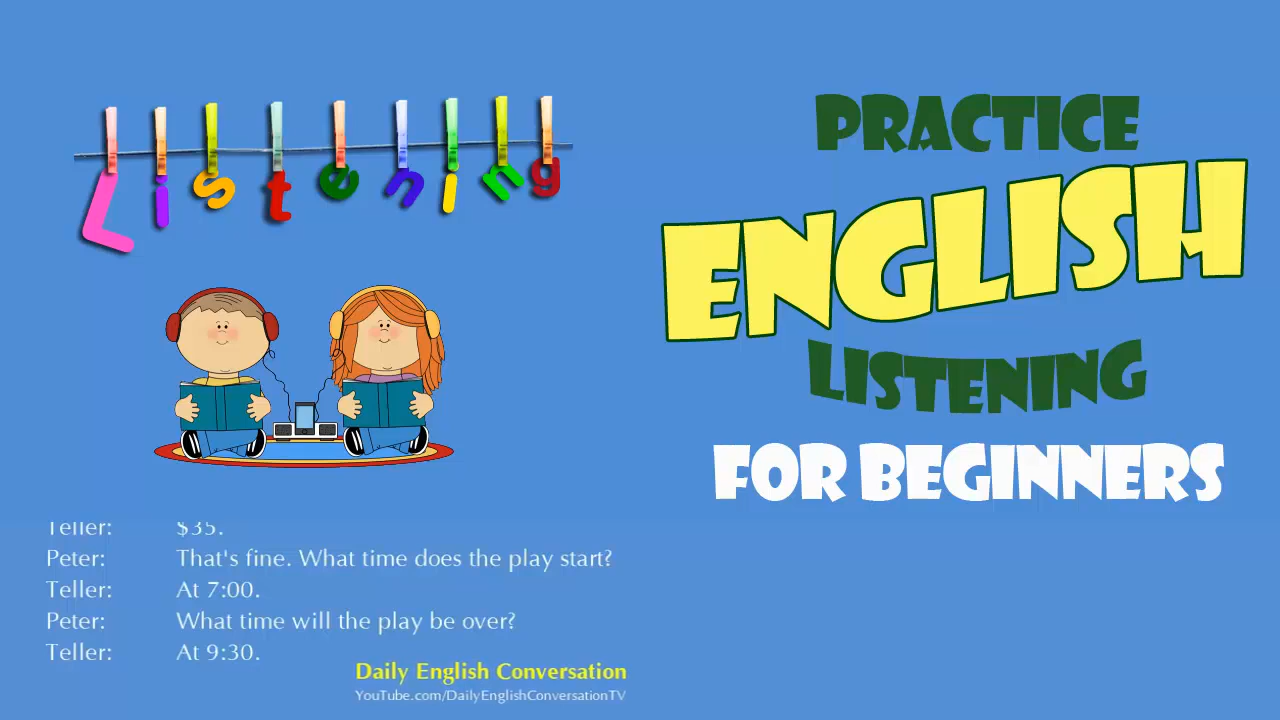 Listening
PRACTICE
ENGLISH
LISTENING
FOR BEGINNERS
Teller: $35.
Peter: That's fine. What time does the play start?
Teller: At 7:00.
Peter: What time will the play be over?
Teller: At 9:30.
Daily English Conversation
YouTube.com/DailyEnglishConversationTV